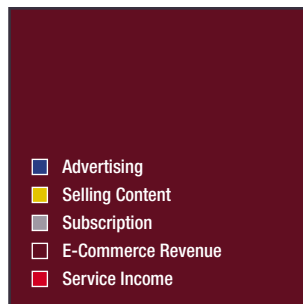 Advertising
Selling Content
Subscription
E-Commerce Revenue
Service Income